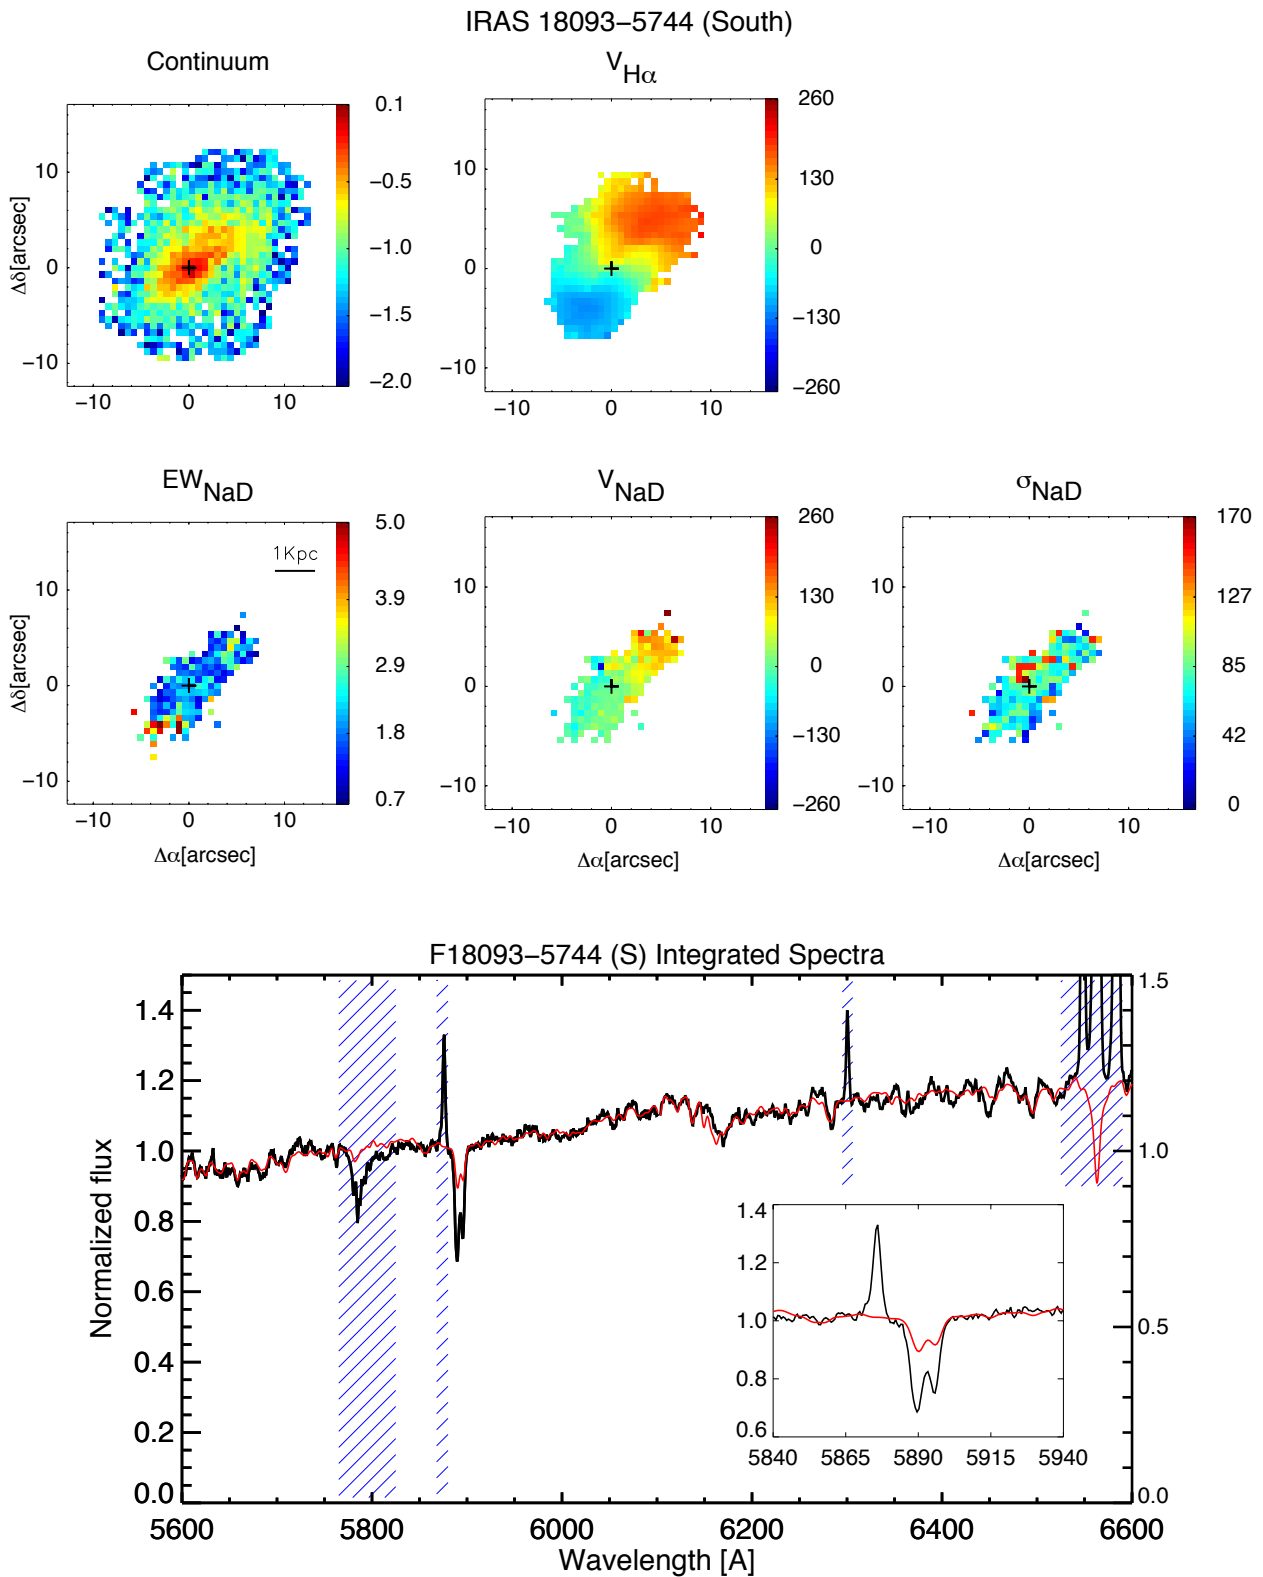 IRAS 18093−5744 (South)
Continuum
VHα
0.1
−0.5
−1.0
−1.5
−2.0
10
0
−10
Δδ[arcsec]
−10 0 10
260
130
0
−130
−260
10
0
−10
−10 0 10
EWNaD
VNaD
σNaD
1Kpc
5.0
3.9
2.9
1.8
0.7
10
0
−10
Δδ[arcsec]
−10 0 10
Δα[arcsec]
260
130
0
−130
−260
10
0
−10
−10 0 10
Δα[arcsec]
170
127
85
42
0
10
0
−10
−10 0 10
Δα[arcsec]
F18093−5744 (S) Integrated Spectra
1.4
1.2
1.0
0.8
0.6
0.4
0.2
0.0
Normalized flux
1.5
1.0
0.5
0.0
1.4
1.2
1.0
0.8
0.6
5840 5865 5890 5915 5940
5600 5800 6000 6200 6400 6600
Wavelength [A]